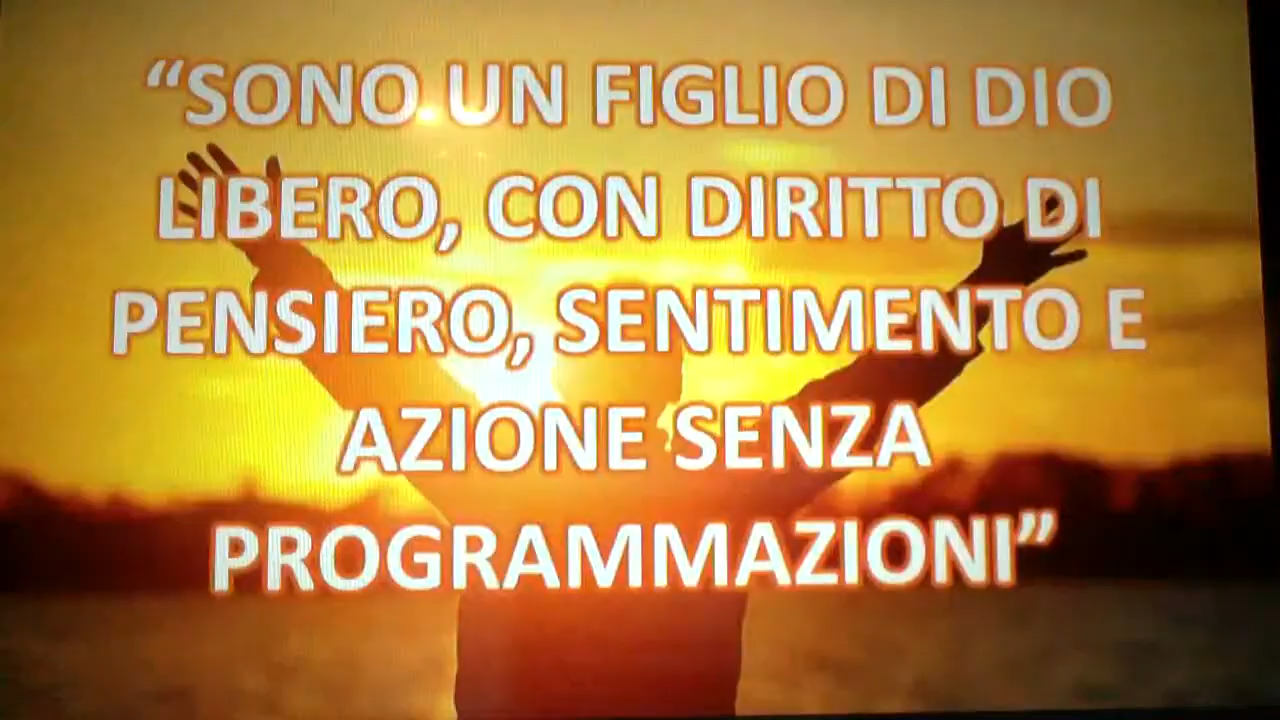 “SONO UN FIGLIO DI DIO
LIBERO, CON DIRITTO DI
PENSIERO, SENTIMENTO E
AZIONE SENZA
PROGRAMMAZIONI”